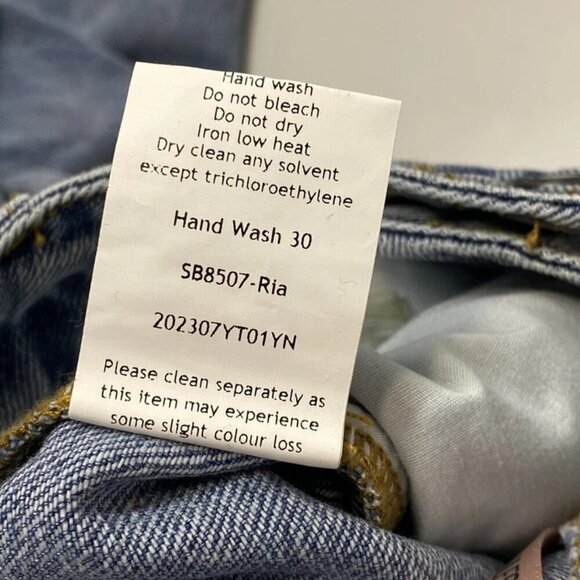 Hand wash
Do not bleach
Do not dry
Iron low heat
Dry clean any solvent
except trichloroethylene
Hand Wash 30
SB8507-Ria
202307YT01YN
Please clean separately as
this item may experience
some slight colour loss